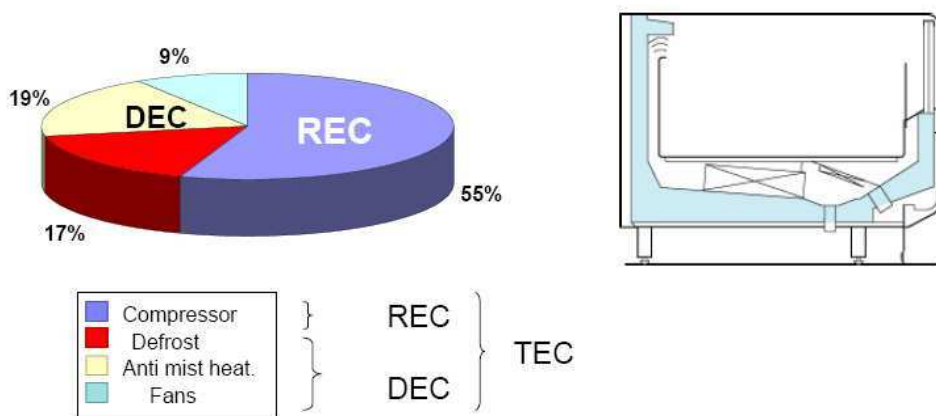 9%
19%
DEC
REC
55%
17%
Compressor
REC
Defrost
TEC
Anti mist heat.
DEC
Fans